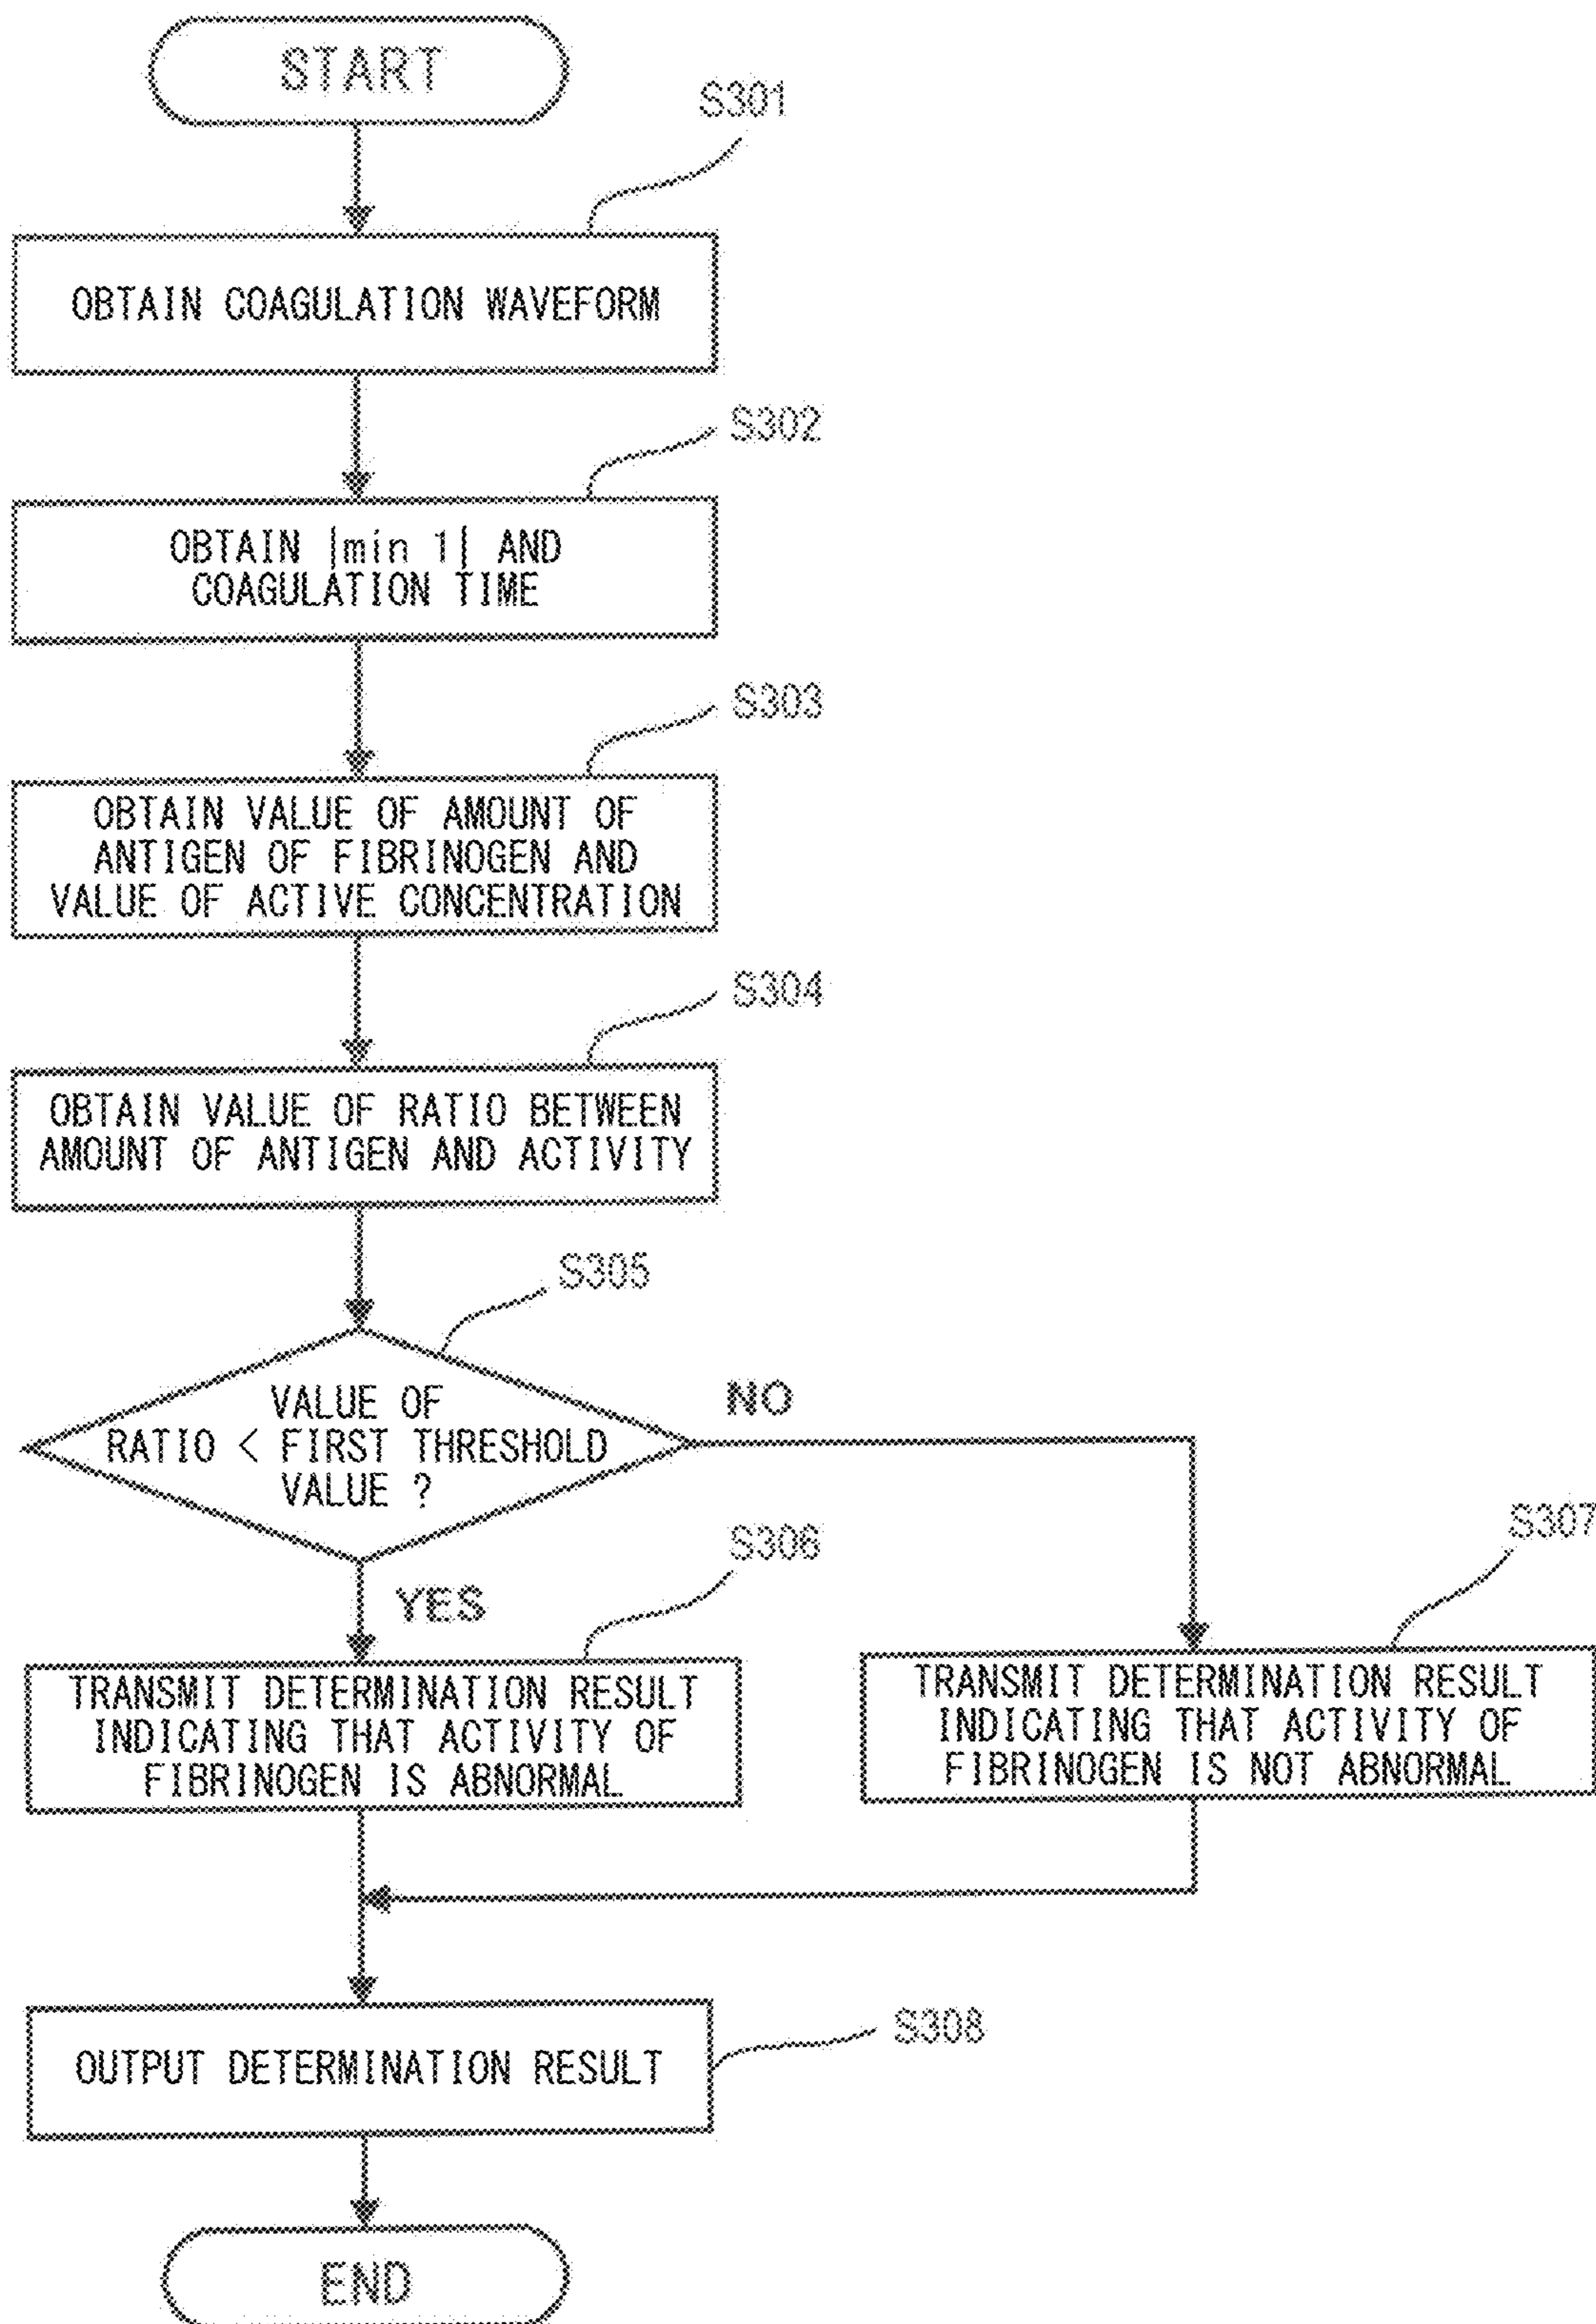 START
S301
OBTAIN COAGULATION WAVEFORM
S302
OBTAIN |min 1| AND
COAGULATION TIME
S303
OBTAIN VALUE OF AMOUNT OF
ANTIGEN OF FIBRINOGEN AND
VALUE OF ACTIVE CONCENTRATION
S304
OBTAIN VALUE OF RATIO BETWEEN
AMOUNT OF ANTIGEN AND ACTIVITY
S305
VALUE OF
RATIO < FIRST THRESHOLD
VALUE ?
NO
YES
S306
TRANSMIT DETERMINATION RESULT
INDICATING THAT ACTIVITY OF
FIBRINOGEN IS ABNORMAL
S307
TRANSMIT DETERMINATION RESULT
INDICATING THAT ACTIVITY OF
FIBRINOGEN IS NOT ABNORMAL
S308
OUTPUT DETERMINATION RESULT
END